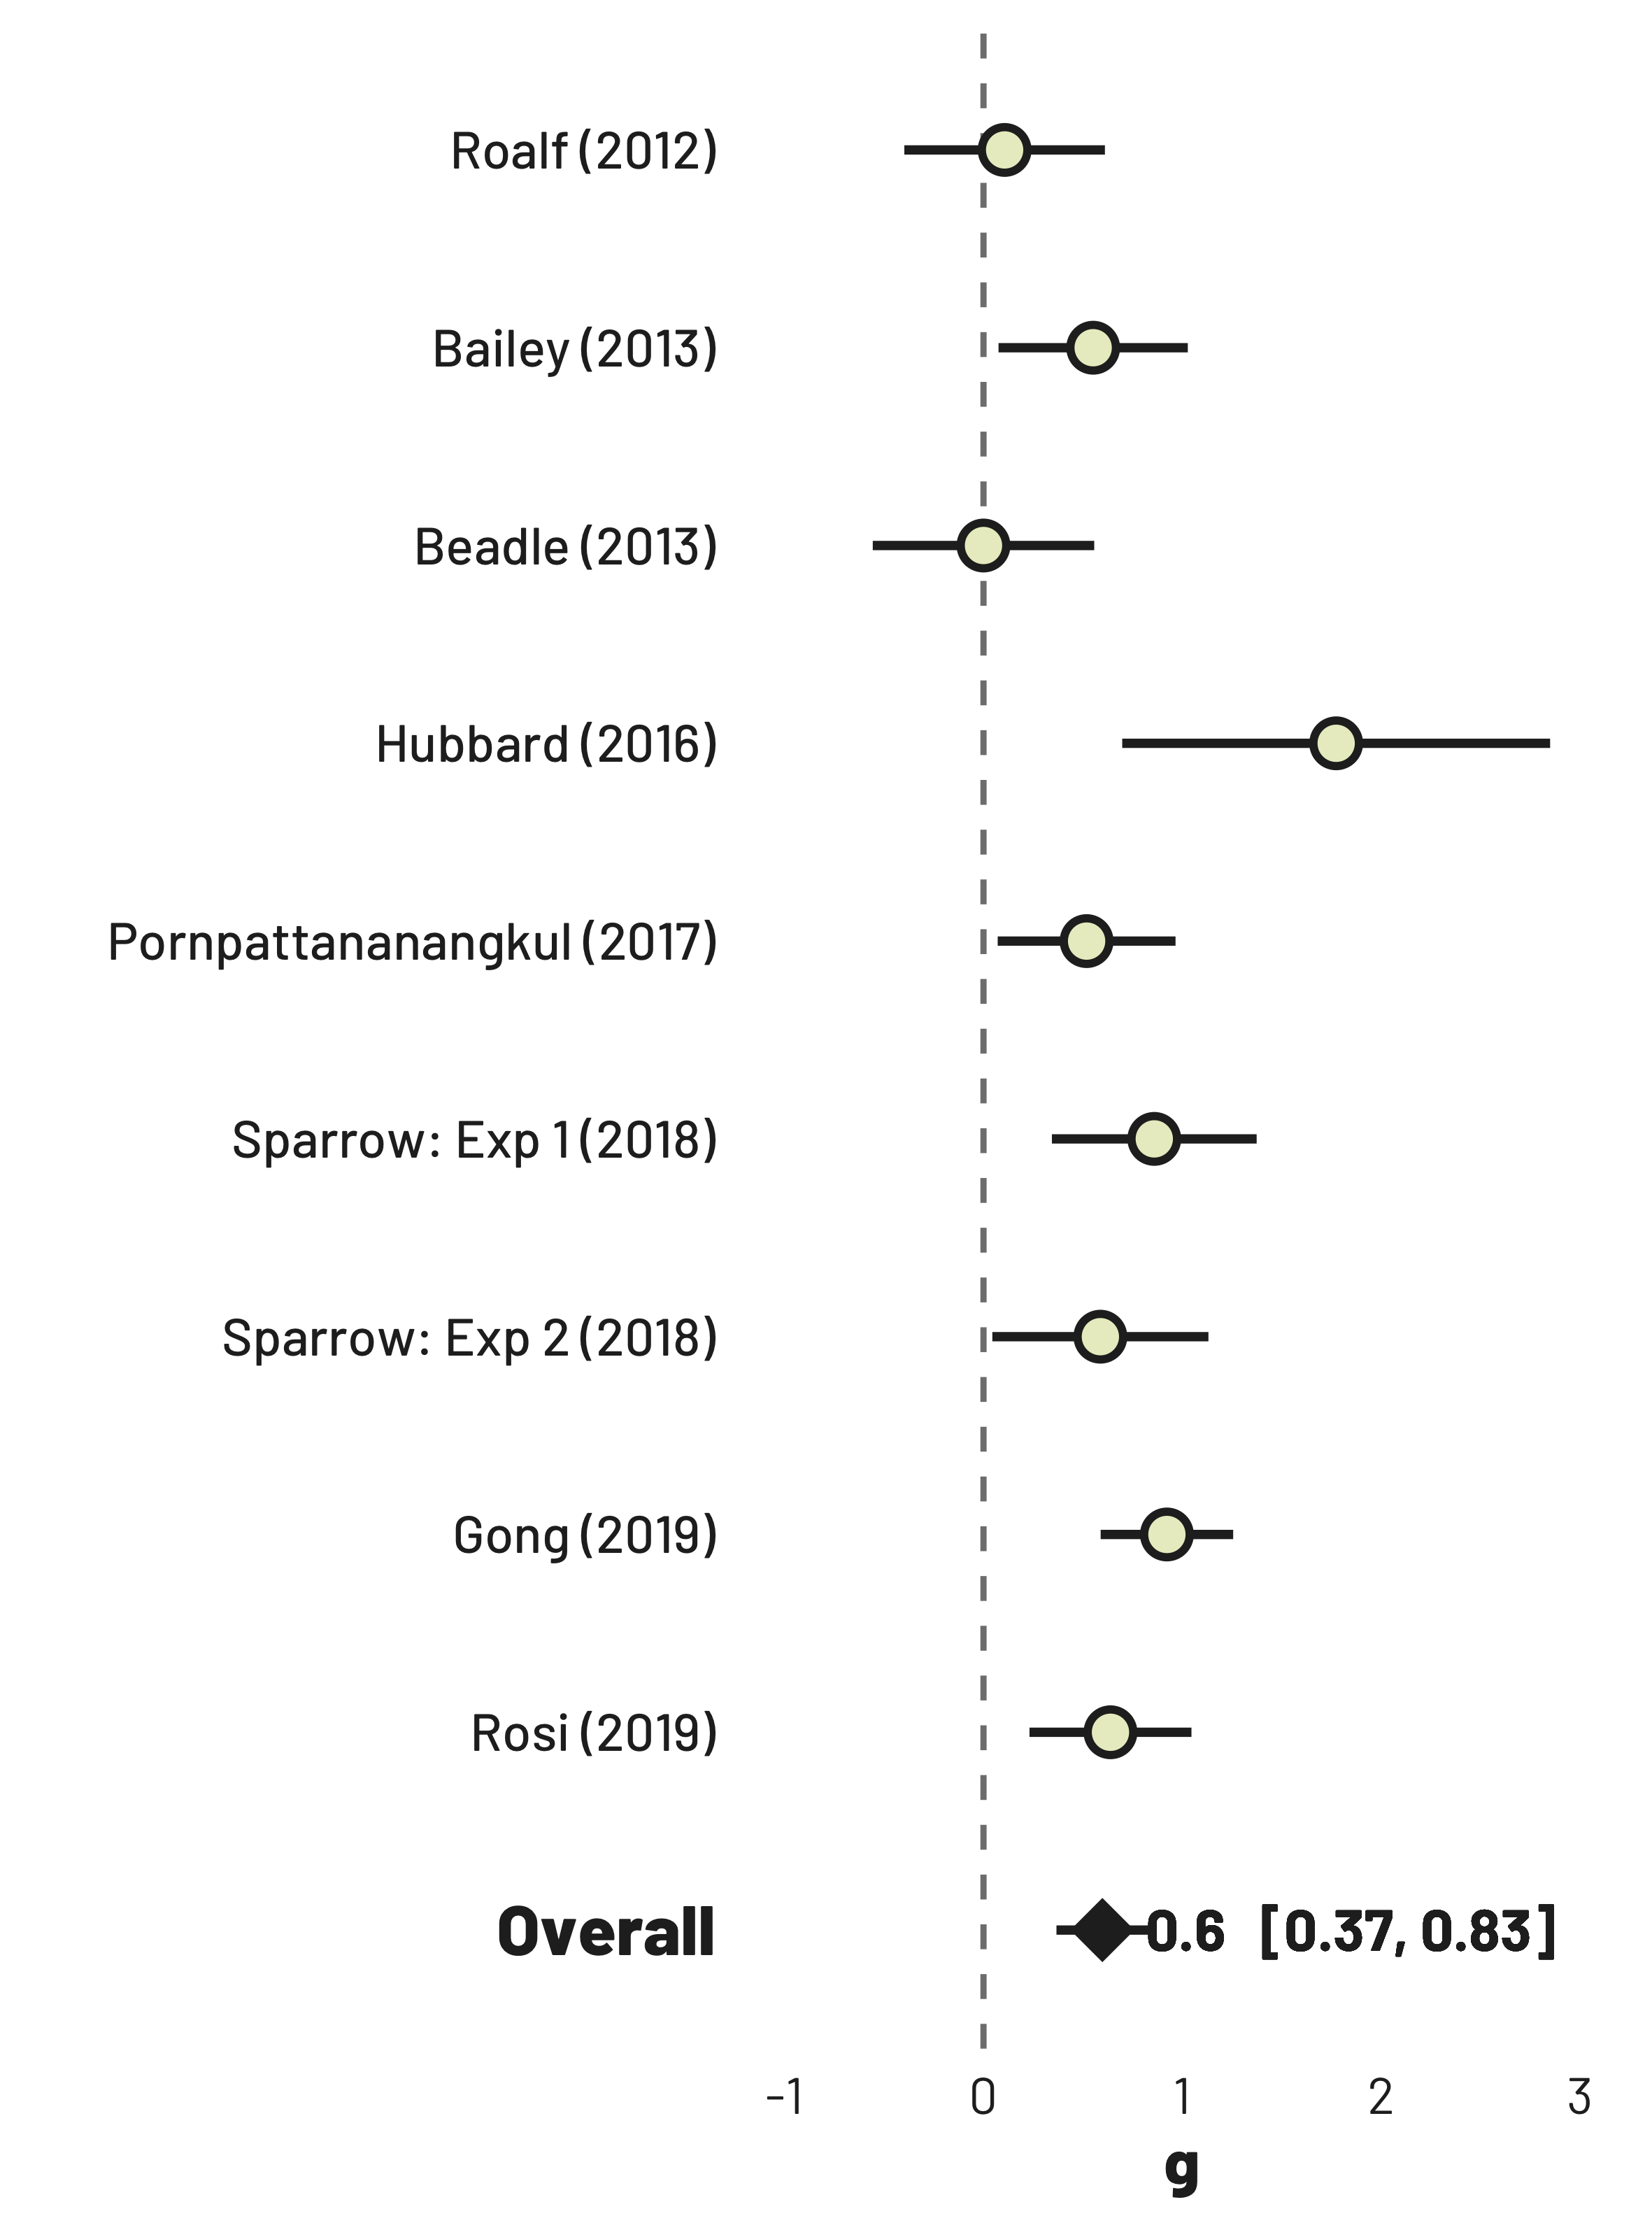 Roalf (2012)
Bailey (2013)
Beadle (2013)
Hubbard (2016)
Pornpattananangkul (2017)
Sparrow: Exp 1 (2018)
Sparrow: Exp 2 (2018)
Gong (2019)
Rosi (2019)
Overall 0.6 [0.37, 0.83]
-1 0 1 2 3
g